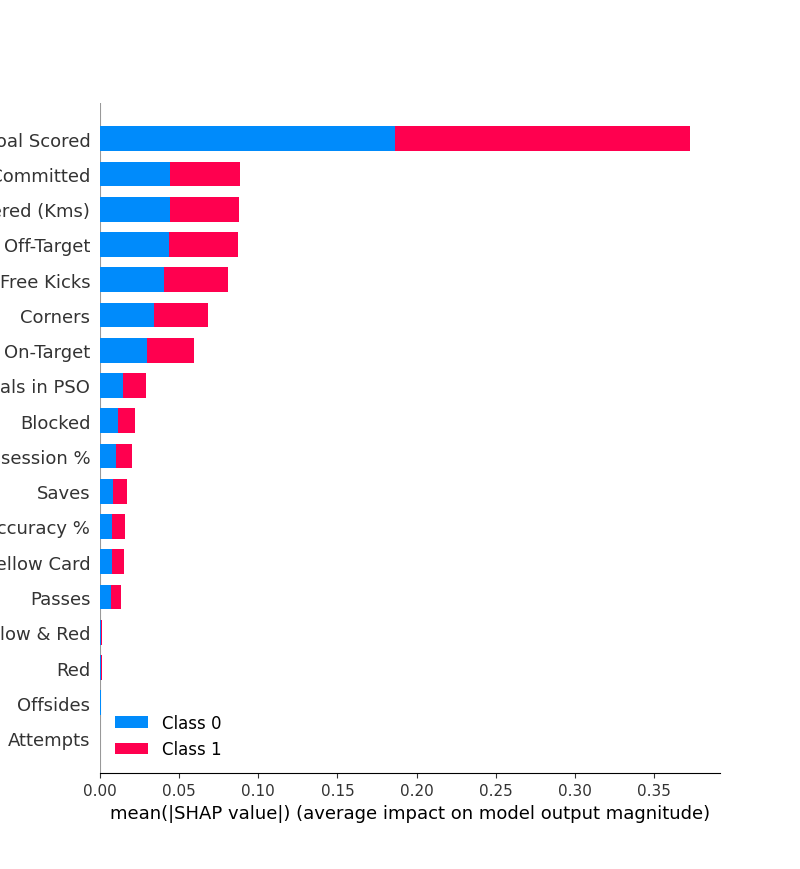 oal Scored
Committed
ered (Kms)
Off-Target
Free Kicks
Corners
On-Target
als in PSO
Blocked
session %
Saves
ccuracy %
ellow Card
Passes
low & Red
Red
Offsides
Attempts
Class 0
Class 1
0.00 0.05 0.10 0.15 0.20 0.25 0.30 0.35
mean(|SHAP value|) (average impact on model output magnitude)